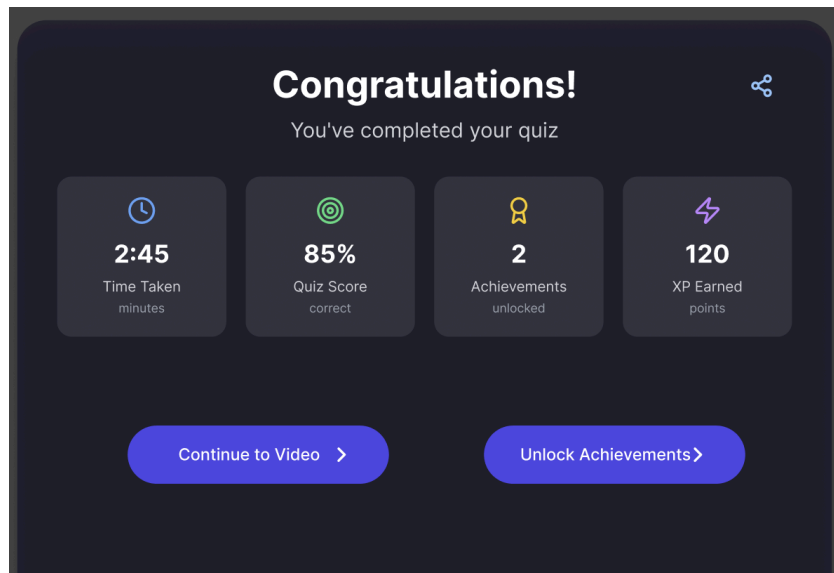 Congratulations!
You've completed your quiz
2:45
Time Taken
minutes
85%
Quiz Score
correct
2
Achievements
unlocked
120
XP Earned
points
Continue to Video
Unlock Achievements